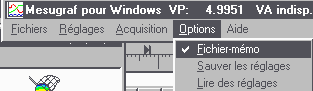 Mesugraf pour Windows VP: 4.9951 VA indisp.
Fichiers Réglages Acquisition Options Aide
✓ Fichier-mémo
Sauver les réglages
Lire des réglages